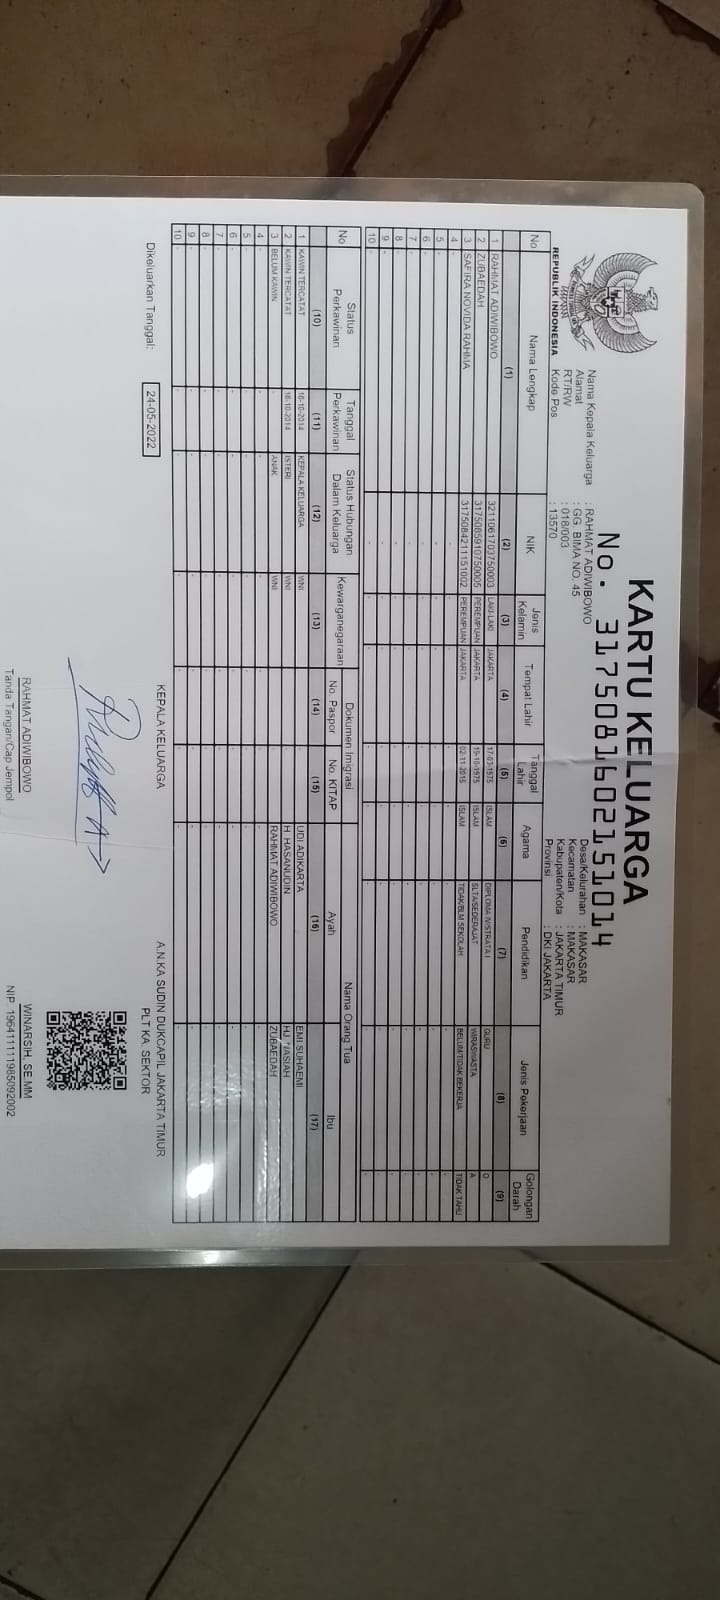 KARTU KELUARGA
No. 3175081602151014
REPUBLIK INDONESIA
Nama Kepala Keluarga : RAHMAT ADIWIBOWO
Alamat : GG. BIMA NO. 45
RT/RW : 018/003
Kode Pos : 13570
Desa/Kelurahan : MAKASAR
Kecamatan : MAKASAR
Kabupaten/Kota : JAKARTA TIMUR
Provinsi : DKI JAKARTA
No Nama Lengkap NIK Jenis Kelamin Tempat Lahir Tanggal Lahir Agama Pendidikan Jenis Pekerjaan Golongan Darah
(1) (2) (3) (4) (5) (6) (7) (8) (9)
1 RAHMAT ADIWIBOWO 3211061703750003 LAKI-LAKI JAKARTA 17-03-1975 ISLAM DIPLOMA IV/STRATA I GURU O
2 ZUBAEDAH 3175085910750005 PEREMPUAN JAKARTA 19-10-1975 ISLAM SLTA/SEDERAJAT WIRASWASTA A
3 SAFIRA NOVIDA RAHMA 3175084211151002 PEREMPUAN JAKARTA 02-11-2015 ISLAM TIDAK/BLM SEKOLAH BELUM/TIDAK BEKERJA TIDAK TAHU
4 - - - - - - - - -
5 - - - - - - - - -
6 - - - - - - - - -
7 - - - - - - - - -
8 - - - - - - - - -
9 - - - - - - - - -
10 - - - - - - - - -
No Status Perkawinan Tanggal Perkawinan Status Hubungan Dalam Keluarga Kewarganegaraan Dokumen Imigrasi Nama Orang Tua
No. Paspor No. KITAP Ayah Ibu
(10) (11) (12) (13) (14) (15) (16) (17)
1 KAWIN TERCATAT 16-10-2014 KEPALA KELUARGA WNI - - UDI ADIKARTA EMI SUHAEMI
2 KAWIN TERCATAT 16-10-2014 ISTERI WNI - - H. HASANUDIN HJ. NASIAH
3 BELUM KAWIN - ANAK WNI - - RAHMAT ADIWIBOWO ZUBAEDAH
4 - - - - - - - -
5 - - - - - - - -
6 - - - - - - - -
7 - - - - - - - -
8 - - - - - - - -
9 - - - - - - - -
10 - - - - - - - -
Dikeluarkan Tanggal : 24-05-2022
KEPALA KELUARGA
RAHMAT ADIWIBOWO
Tanda Tangan/Cap Jempol
A.N.KA SUDIN DUKCAPIL JAKARTA TIMUR
PLT KA. SEKTOR
WINARSIH, SE.MM
NIP. 196411111985092002